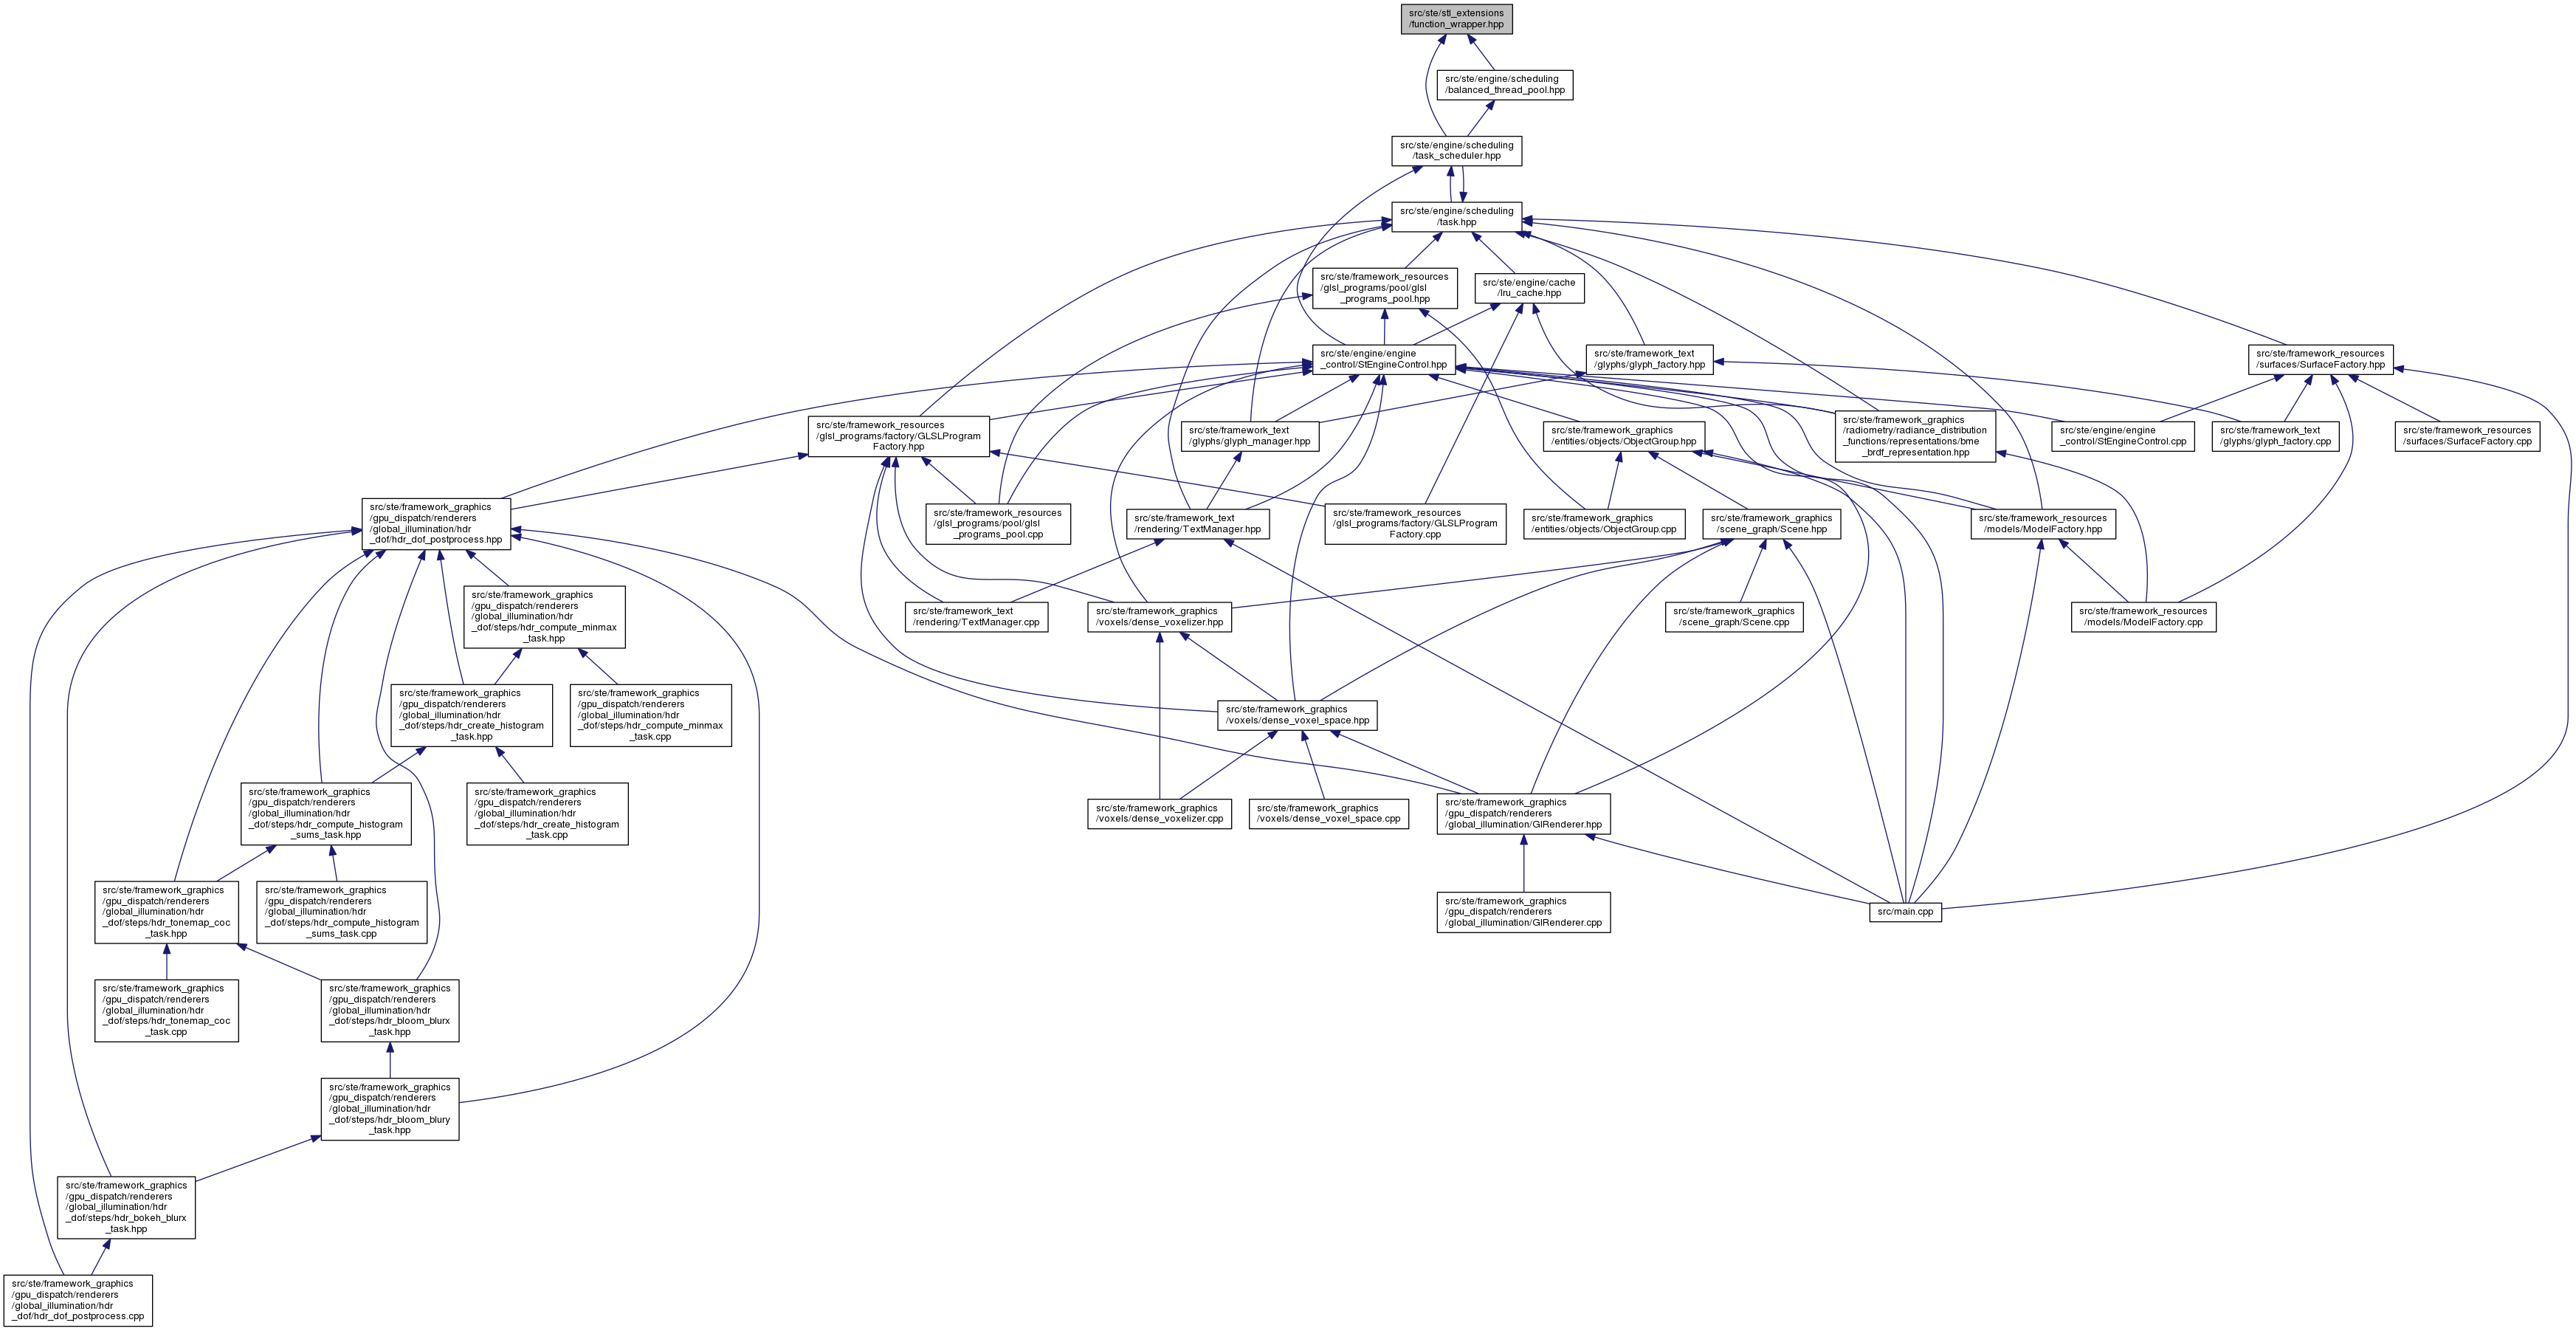 src/ste/stl_extensions
/function_wrapper.hpp
src/ste/engine/scheduling
/balanced_thread_pool.hpp
src/ste/engine/scheduling
/task_scheduler.hpp
src/ste/engine/scheduling
/task.hpp
src/ste/framework_resources
/glsl_programs/pool/glsl
_programs_pool.hpp
src/ste/engine/cache
/lru_cache.hpp
src/ste/engine/engine
_control/StEngineControl.hpp
src/ste/framework_text
/glyphs/glyph_factory.hpp
src/ste/framework_resources
/surfaces/SurfaceFactory.hpp
src/ste/framework_resources
/glsl_programs/factory/GLSLProgram
Factory.hpp
src/ste/framework_text
/glyphs/glyph_manager.hpp
src/ste/framework_graphics
/entities/objects/ObjectGroup.hpp
src/ste/framework_graphics
/radiometry/radiance_distribution
_functions/representations/bme
_brdf_representation.hpp
src/ste/engine/engine
_control/StEngineControl.cpp
src/ste/framework_text
/glyphs/glyph_factory.cpp
src/ste/framework_resources
/surfaces/SurfaceFactory.cpp
src/ste/framework_graphics
/gpu_dispatch/renderers
/global_illumination/hdr
_dof/hdr_dof_postprocess.hpp
src/ste/framework_resources
/glsl_programs/pool/glsl
_programs_pool.cpp
src/ste/framework_text
/rendering/TextManager.hpp
src/ste/framework_resources
/glsl_programs/factory/GLSLProgram
Factory.cpp
src/ste/framework_graphics
/entities/objects/ObjectGroup.cpp
src/ste/framework_graphics
/scene_graph/Scene.hpp
src/ste/framework_resources
/models/ModelFactory.hpp
src/ste/framework_graphics
/gpu_dispatch/renderers
/global_illumination/hdr
_dof/steps/hdr_compute_minmax
_task.hpp
src/ste/framework_text
/rendering/TextManager.cpp
src/ste/framework_graphics
/voxels/dense_voxelizer.hpp
src/ste/framework_graphics
/scene_graph/Scene.cpp
src/ste/framework_resources
/models/ModelFactory.cpp
src/ste/framework_graphics
/gpu_dispatch/renderers
/global_illumination/hdr
_dof/steps/hdr_create_histogram
_task.hpp
src/ste/framework_graphics
/gpu_dispatch/renderers
/global_illumination/hdr
_dof/steps/hdr_compute_minmax
_task.cpp
src/ste/framework_graphics
/voxels/dense_voxel_space.hpp
src/ste/framework_graphics
/gpu_dispatch/renderers
/global_illumination/hdr
_dof/steps/hdr_compute_histogram
_sums_task.hpp
src/ste/framework_graphics
/gpu_dispatch/renderers
/global_illumination/hdr
_dof/steps/hdr_create_histogram
_task.cpp
src/ste/framework_graphics
/voxels/dense_voxelizer.cpp
src/ste/framework_graphics
/voxels/dense_voxel_space.cpp
src/ste/framework_graphics
/gpu_dispatch/renderers
/global_illumination/GIRenderer.hpp
src/ste/framework_graphics
/gpu_dispatch/renderers
/global_illumination/hdr
_dof/steps/hdr_tonemap_coc
_task.hpp
src/ste/framework_graphics
/gpu_dispatch/renderers
/global_illumination/hdr
_dof/steps/hdr_compute_histogram
_sums_task.cpp
src/ste/framework_graphics
/gpu_dispatch/renderers
/global_illumination/GIRenderer.cpp
src/main.cpp
src/ste/framework_graphics
/gpu_dispatch/renderers
/global_illumination/hdr
_dof/steps/hdr_tonemap_coc
_task.cpp
src/ste/framework_graphics
/gpu_dispatch/renderers
/global_illumination/hdr
_dof/steps/hdr_bloom_blurx
_task.hpp
src/ste/framework_graphics
/gpu_dispatch/renderers
/global_illumination/hdr
_dof/steps/hdr_bloom_blury
_task.hpp
src/ste/framework_graphics
/gpu_dispatch/renderers
/global_illumination/hdr
_dof/steps/hdr_bokeh_blurx
_task.hpp
src/ste/framework_graphics
/gpu_dispatch/renderers
/global_illumination/hdr
_dof/hdr_dof_postprocess.cpp